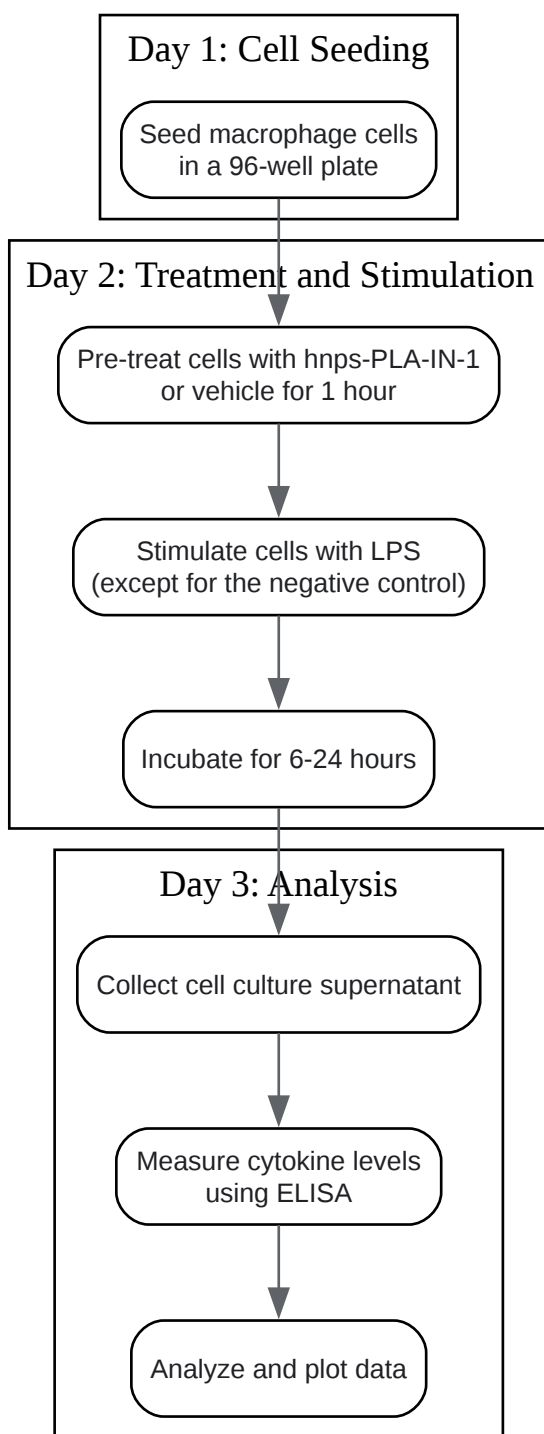 Day 1: Cell Seeding
Seed macrophage cells
in a 96-well plate
Day 2: Treatment and Stimulation
Pre-treat cells with hnps-PLA-IN-1
or vehicle for 1 hour
Stimulate cells with LPS
(except for the negative control)
Incubate for 6-24 hours
Day 3: Analysis
Collect cell culture supernatant
Measure cytokine levels
using ELISA
Analyze and plot data